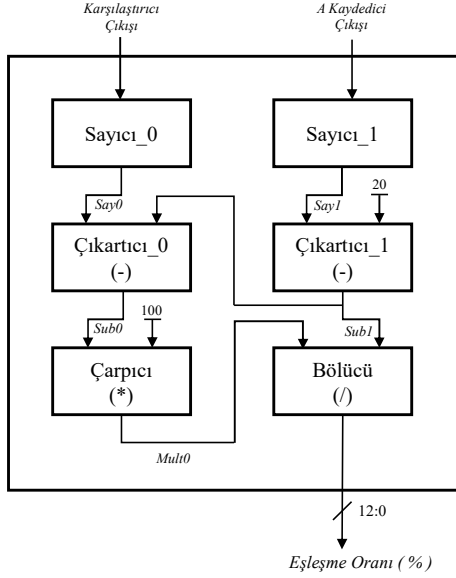 Karşılaştırıcı
Çıkışı
A Kaydedici
Çıkışı
Sayıcı_0
Sayıcı_1
Say0
Say1
20
Çıkartıcı_0
(-)
Çıkartıcı_1
(-)
Sub0
100
Sub1
Çarpıcı
(*)
Bölücü
(/)
Mult0
12:0
Eşleşme Oranı ( % )